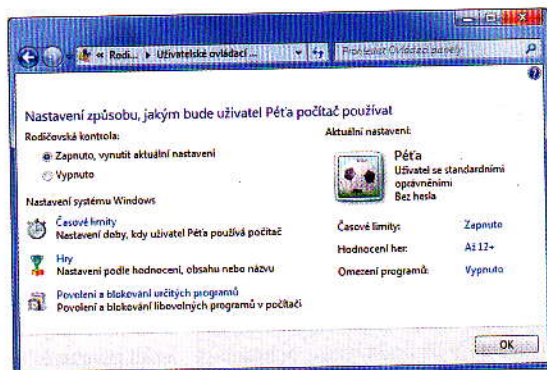 « Rodi... ▸ Uživatelské ovládací ...
Prohledat Ovládací panely
Nastavení způsobu, jakým bude uživatel Péťa počítač používat
Rodičovská kontrola:
Zapnuto, vynutit aktuální nastavení
Vypnuto
Nastavení systému Windows
Časové limity
Nastavení doby, kdy uživatel Péťa používá počítač
Hry
Nastavení podle hodnocení, obsahu nebo názvu
Povolení a blokování určitých programů
Povolení a blokování libovolných programů v počítači
Aktuální nastavení:
Péťa
Uživatel se standardními
oprávněními
Bez hesla
Časové limity: Zapnuto
Hodnocení her: Až 12+
Omezení programů: Vypnuto
OK